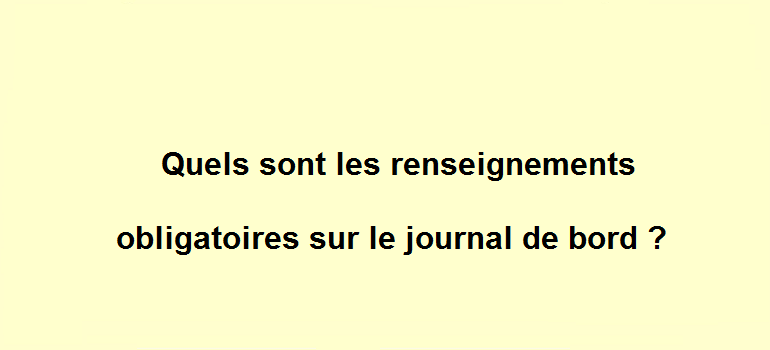 Quels sont les renseignements
obligatoires sur le journal de bord ?